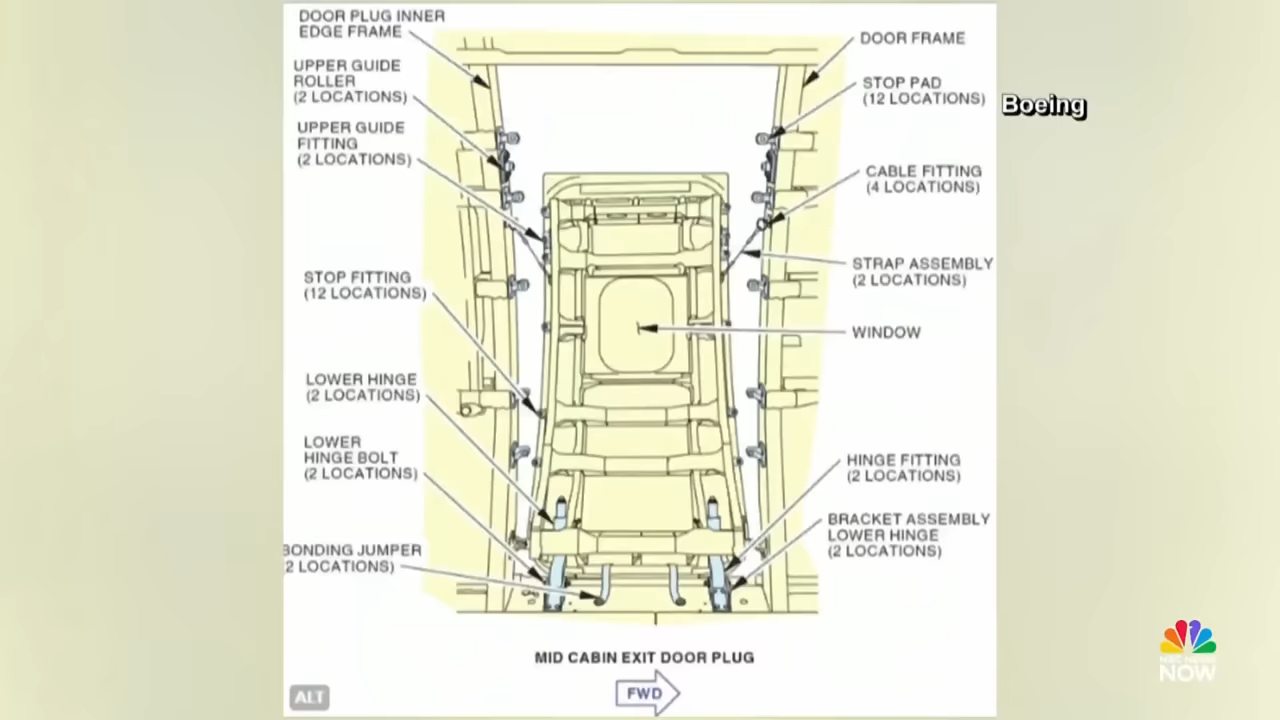 DOOR PLUG INNER
EDGE FRAME
UPPER GUIDE
ROLLER
(2 LOCATIONS)
UPPER GUIDE
FITTING
(2 LOCATIONS)
STOP FITTING
(12 LOCATIONS)
LOWER HINGE
(2 LOCATIONS)
LOWER
HINGE BOLT
(2 LOCATIONS)
BONDING JUMPER
(2 LOCATIONS)
DOOR FRAME
STOP PAD
(12 LOCATIONS)
CABLE FITTING
(4 LOCATIONS)
STRAP ASSEMBLY
(2 LOCATIONS)
WINDOW
HINGE FITTING
(2 LOCATIONS)
BRACKET ASSEMBLY
LOWER HINGE
(2 LOCATIONS)
MID CABIN EXIT DOOR PLUG
FWD
ALT
Boeing
NBC NEWS
NOW